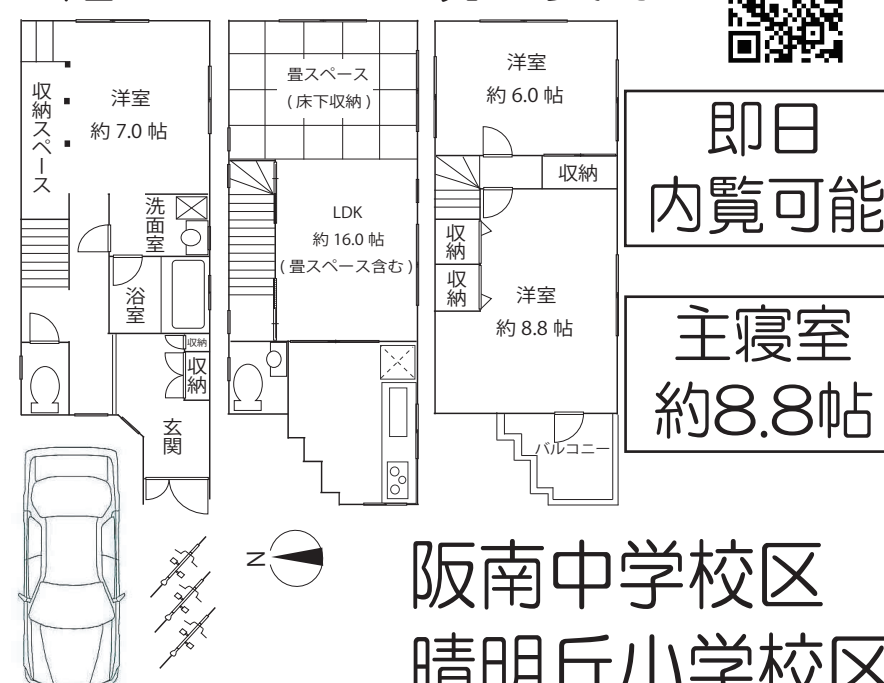 収納スペース
洋室
約 7.0 帖
洗面室
浴室
収納
収納
玄関
畳スペース
( 床下収納 )
LDK
約 16.0 帖
( 畳スペース含む )
洋室
約 6.0 帖
収納
収納
収納
洋室
約 8.8 帖
バルコニー
即日
内覧可能
主寝室
約8.8帖
N
阪南中学校区
晴明丘小学校区